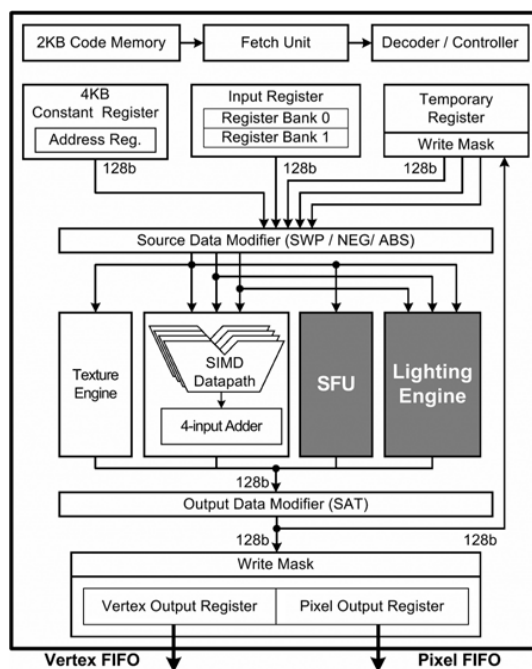 2KB Code Memory
Fetch Unit
Decoder / Controller
4KB
Constant Register
Address Reg.
Input Register
Register Bank 0
Register Bank 1
Temporary
Register
Write Mask
128b
128b
128b
Source Data Modifier (SWP / NEG/ ABS)
Texture
Engine
SIMD
Datapath
4-input Adder
SFU
Lighting
Engine
128b
Output Data Modifier (SAT)
128b
128b
Write Mask
Vertex Output Register
Pixel Output Register
Vertex FIFO
Pixel FIFO